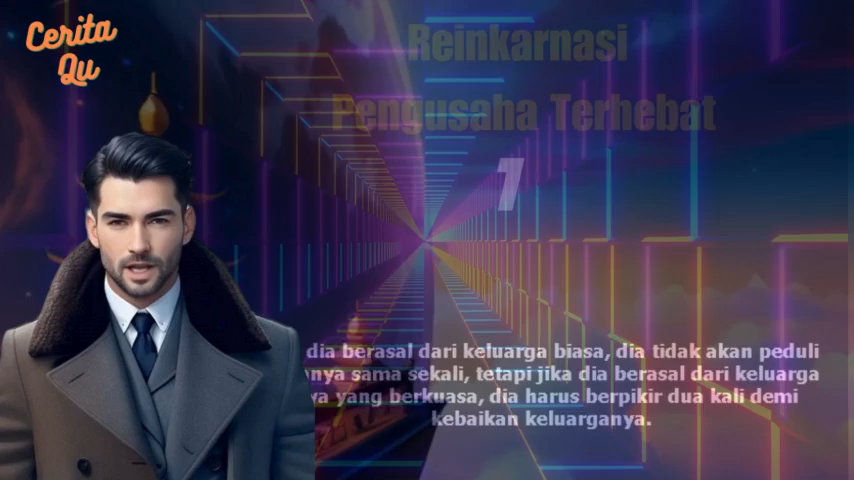 Cerita
Qu
Reinkarnasi
Pengusaha Terhebat
1
dia berasal dari keluarga biasa, dia tidak akan peduli
sama sekali, tetapi jika dia berasal dari keluarga
yang berkuasa, dia harus berpikir dua kali demi
kebaikan keluarganya.